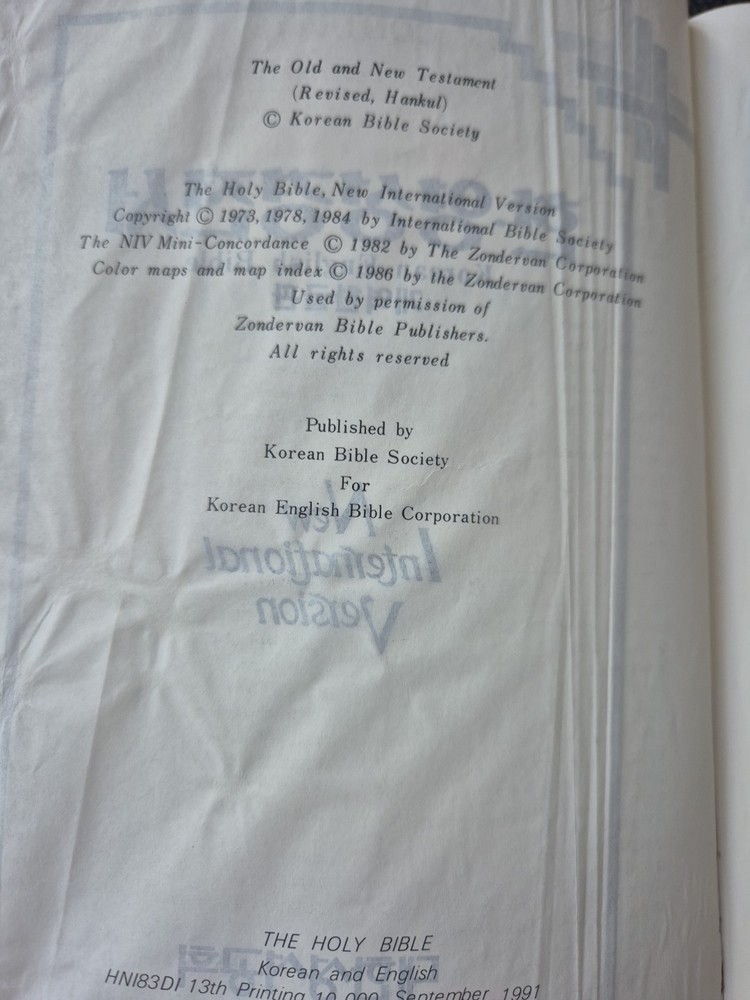 The Old and New Testament
(Revised, Hankul)
© Korean Bible Society
The Holy Bible, New International Version
Copyright © 1973, 1978, 1984 by International Bible Society
The NIV Mini-Concordance © 1982 by The Zondervan Corporation
Color maps and map index © 1986 by the Zondervan Corporation
Used by permission of
Zondervan Bible Publishers.
All rights reserved
Published by
Korean Bible Society
For
Korean English Bible Corporation
New
International
Version
THE HOLY BIBLE
Korean and English
HNI83DI 13th Printing 10,000, September 1991